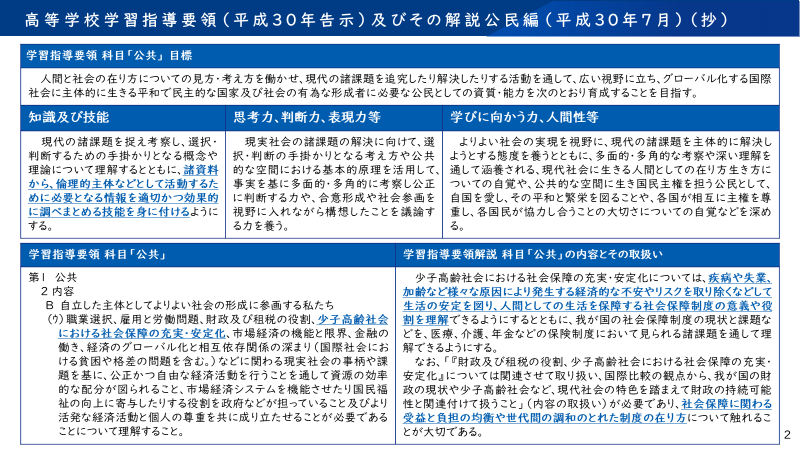 高等学校学習指導要領（平成３０年告示）及びその解説公民編（平成３０年７月）（抄）
学習指導要領 科目「公共」 目標
人間と社会の在り方についての見方・考え方を働かせ、現代の諸課題を追究したり解決したりする活動を通して、広い視野に立ち、グローバル化する国際
社会に主体的に生きる平和で民主的な国家及び社会の有為な形成者に必要な公民としての資質・能力を次のとおり育成することを目指す。
知識及び技能
現代の諸課題を捉え考察し、選択・
判断するための手掛かりとなる概念や
理論について理解するとともに、諸資料
から、倫理的主体などとして活動するた
めに必要となる情報を適切かつ効果的
に調べまとめる技能を身に付けるように
する。
思考力、判断力、表現力等
現実社会の諸課題の解決に向けて、選
択・判断の手掛かりとなる考え方や公共
的な空間における基本的原理を活用して、
事実を基に多面的・多角的に考察し公正
に判断する力や、合意形成や社会参画を
視野に入れながら構想したことを議論す
る力を養う。
学びに向かう力、人間性等
よりよい社会の実現を視野に、現代の諸課題を主体的に解決し
ようとする態度を養うとともに、多面的・多角的な考察や深い理解を
通して涵養される、現代社会に生きる人間としての在り方生き方に
ついての自覚や、公共的な空間に生き国民主権を担う公民として、
自国を愛し、その平和と繁栄を図ることや、各国が相互に主権を尊
重し、各国民が協力し合うことの大切さについての自覚などを深め
る。
学習指導要領 科目「公共」
第１ 公共
２ 内容
Ｂ 自立した主体としてよりよい社会の形成に参画する私たち
（ｳ）職業選択、雇用と労働問題、財政及び租税の役割、少子高齢社会
における社会保障の充実・安定化、市場経済の機能と限界、金融の
働き、経済のグローバル化と相互依存関係の深まり（国際社会にお
ける貧困や格差の問題を含む。）などに関わる現実社会の事柄や課
題を基に、公正かつ自由な経済活動を行うことを通して資源の効率
的な配分が図られること、市場経済システムを機能させたり国民福
祉の向上に寄与したりする役割を政府などが担っていること及びより
活発な経済活動と個人の尊重を共に成り立たせることが必要である
ことについて理解すること。
学習指導要領解説 科目「公共」の内容とその取扱い
少子高齢社会における社会保障の充実・安定化については、疾病や失業、
加齢など様々な原因により発生する経済的な不安やリスクを取り除くなどして
生活の安定を図り、人間としての生活を保障する社会保障制度の意義や役
割を理解できるようにするとともに、我が国の社会保障制度の現状と課題な
どを、医療、介護、年金などの保険制度において見られる諸課題を通して理
解できるようにする。
なお、「『財政及び租税の役割、少子高齢社会における社会保障の充実・
安定化』については関連させて取り扱い、国際比較の観点から、我が国の財
政の現状や少子高齢社会など、現代社会の特色を踏まえて財政の持続可能
性と関連付けて扱うこと」（内容の取扱い）が必要であり、社会保障に関わる
受益と負担の均衡や世代間の調和のとれた制度の在り方について触れるこ
とが大切である。
2